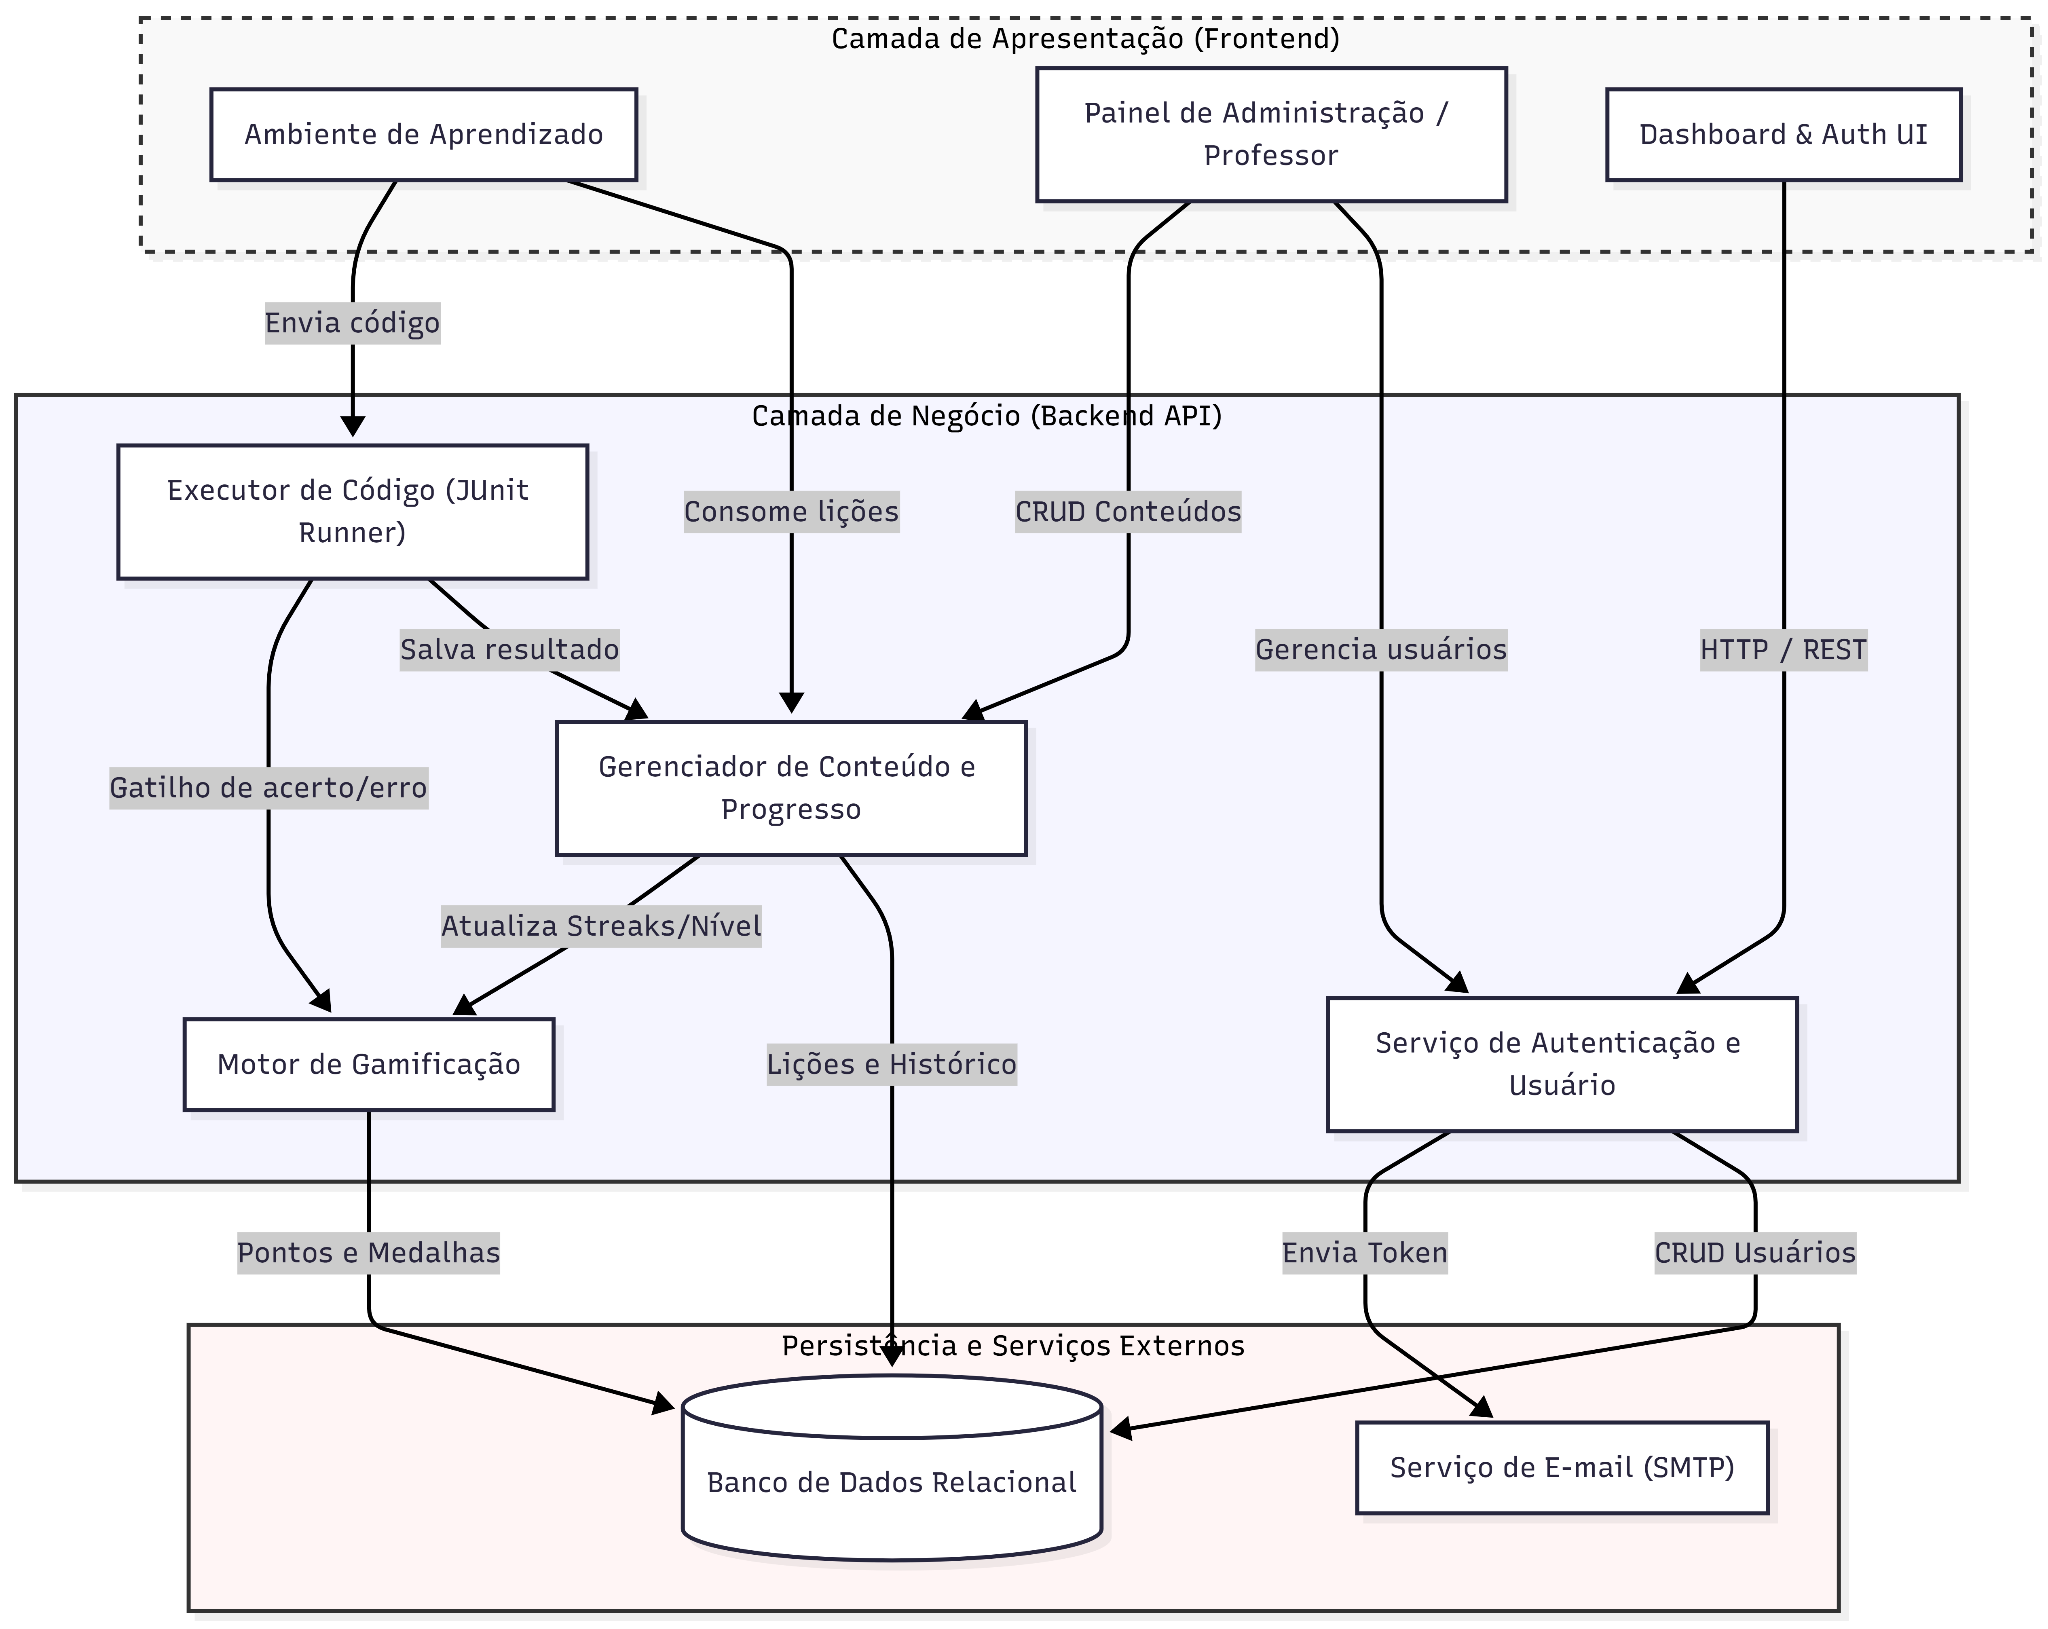 Camada de Apresentação (Frontend)
Ambiente de Aprendizado
Painel de Administração /
Professor
Dashboard & Auth UI
Envia código
Camada de Negócio (Backend API)
Executor de Código (JUnit
Runner)
Consome lições
CRUD Conteúdos
Salva resultado
Gerencia usuários
HTTP / REST
Gatilho de acerto/erro
Gerenciador de Conteúdo e
Progresso
Atualiza Streaks/Nível
Motor de Gamificação
Lições e Histórico
Serviço de Autenticação e
Usuário
Pontos e Medalhas
Envia Token
CRUD Usuários
Persistência e Serviços Externos
Banco de Dados Relacional
Serviço de E-mail (SMTP)